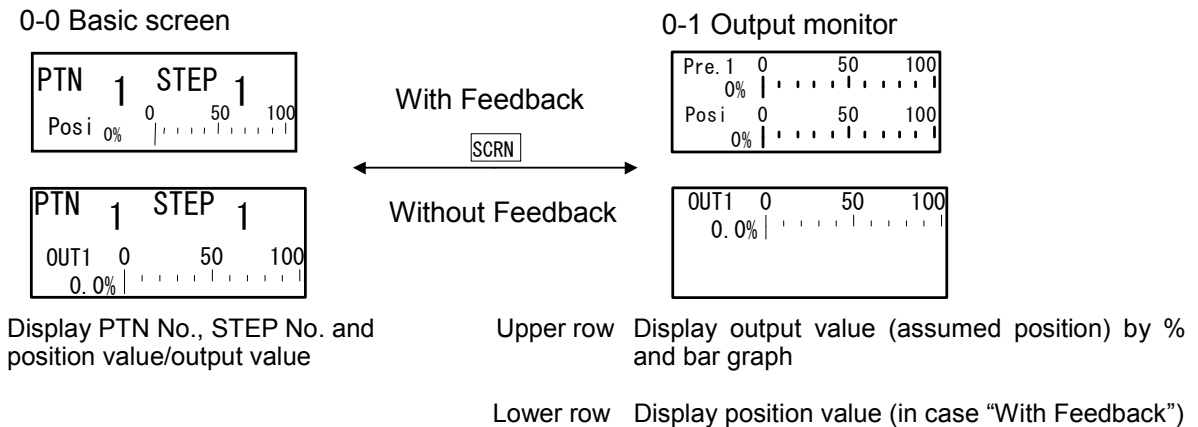 0-0 Basic screen
PTN 1 STEP 1
Posi 0% 0 50 100
PTN 1 STEP 1
OUT1 0 50 100
0.0%
Display PTN No., STEP No. and
position value/output value
With Feedback
SCRN
Without Feedback
0-1 Output monitor
Pre.1 0 50 100
0%
Posi 0 50 100
0%
OUT1 0 50 100
0.0%
Upper row Display output value (assumed position) by %
and bar graph
Lower row Display position value (in case “With Feedback”)